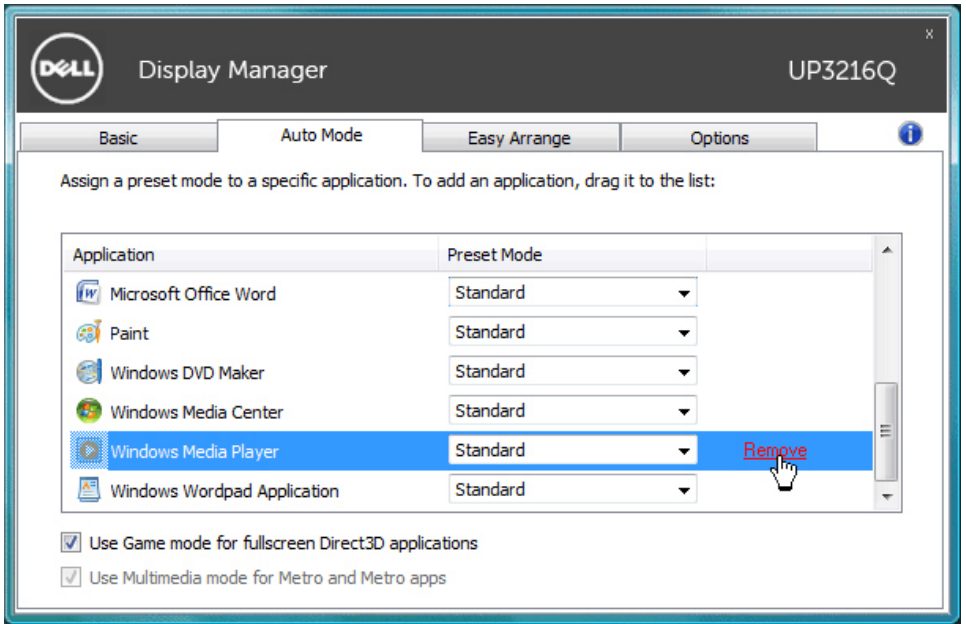 x
DELL
Display Manager
UP3216Q
Basic
Auto Mode
Easy Arrange
Options
i
Assign a preset mode to a specific application. To add an application, drag it to the list:
Application Preset Mode
W Microsoft Office Word Standard
Paint Standard
Windows DVD Maker Standard
Windows Media Center Standard
Windows Media Player Standard Remove
Windows Wordpad Application Standard
Use Game mode for fullscreen Direct3D applications
Use Multimedia mode for Metro and Metro apps